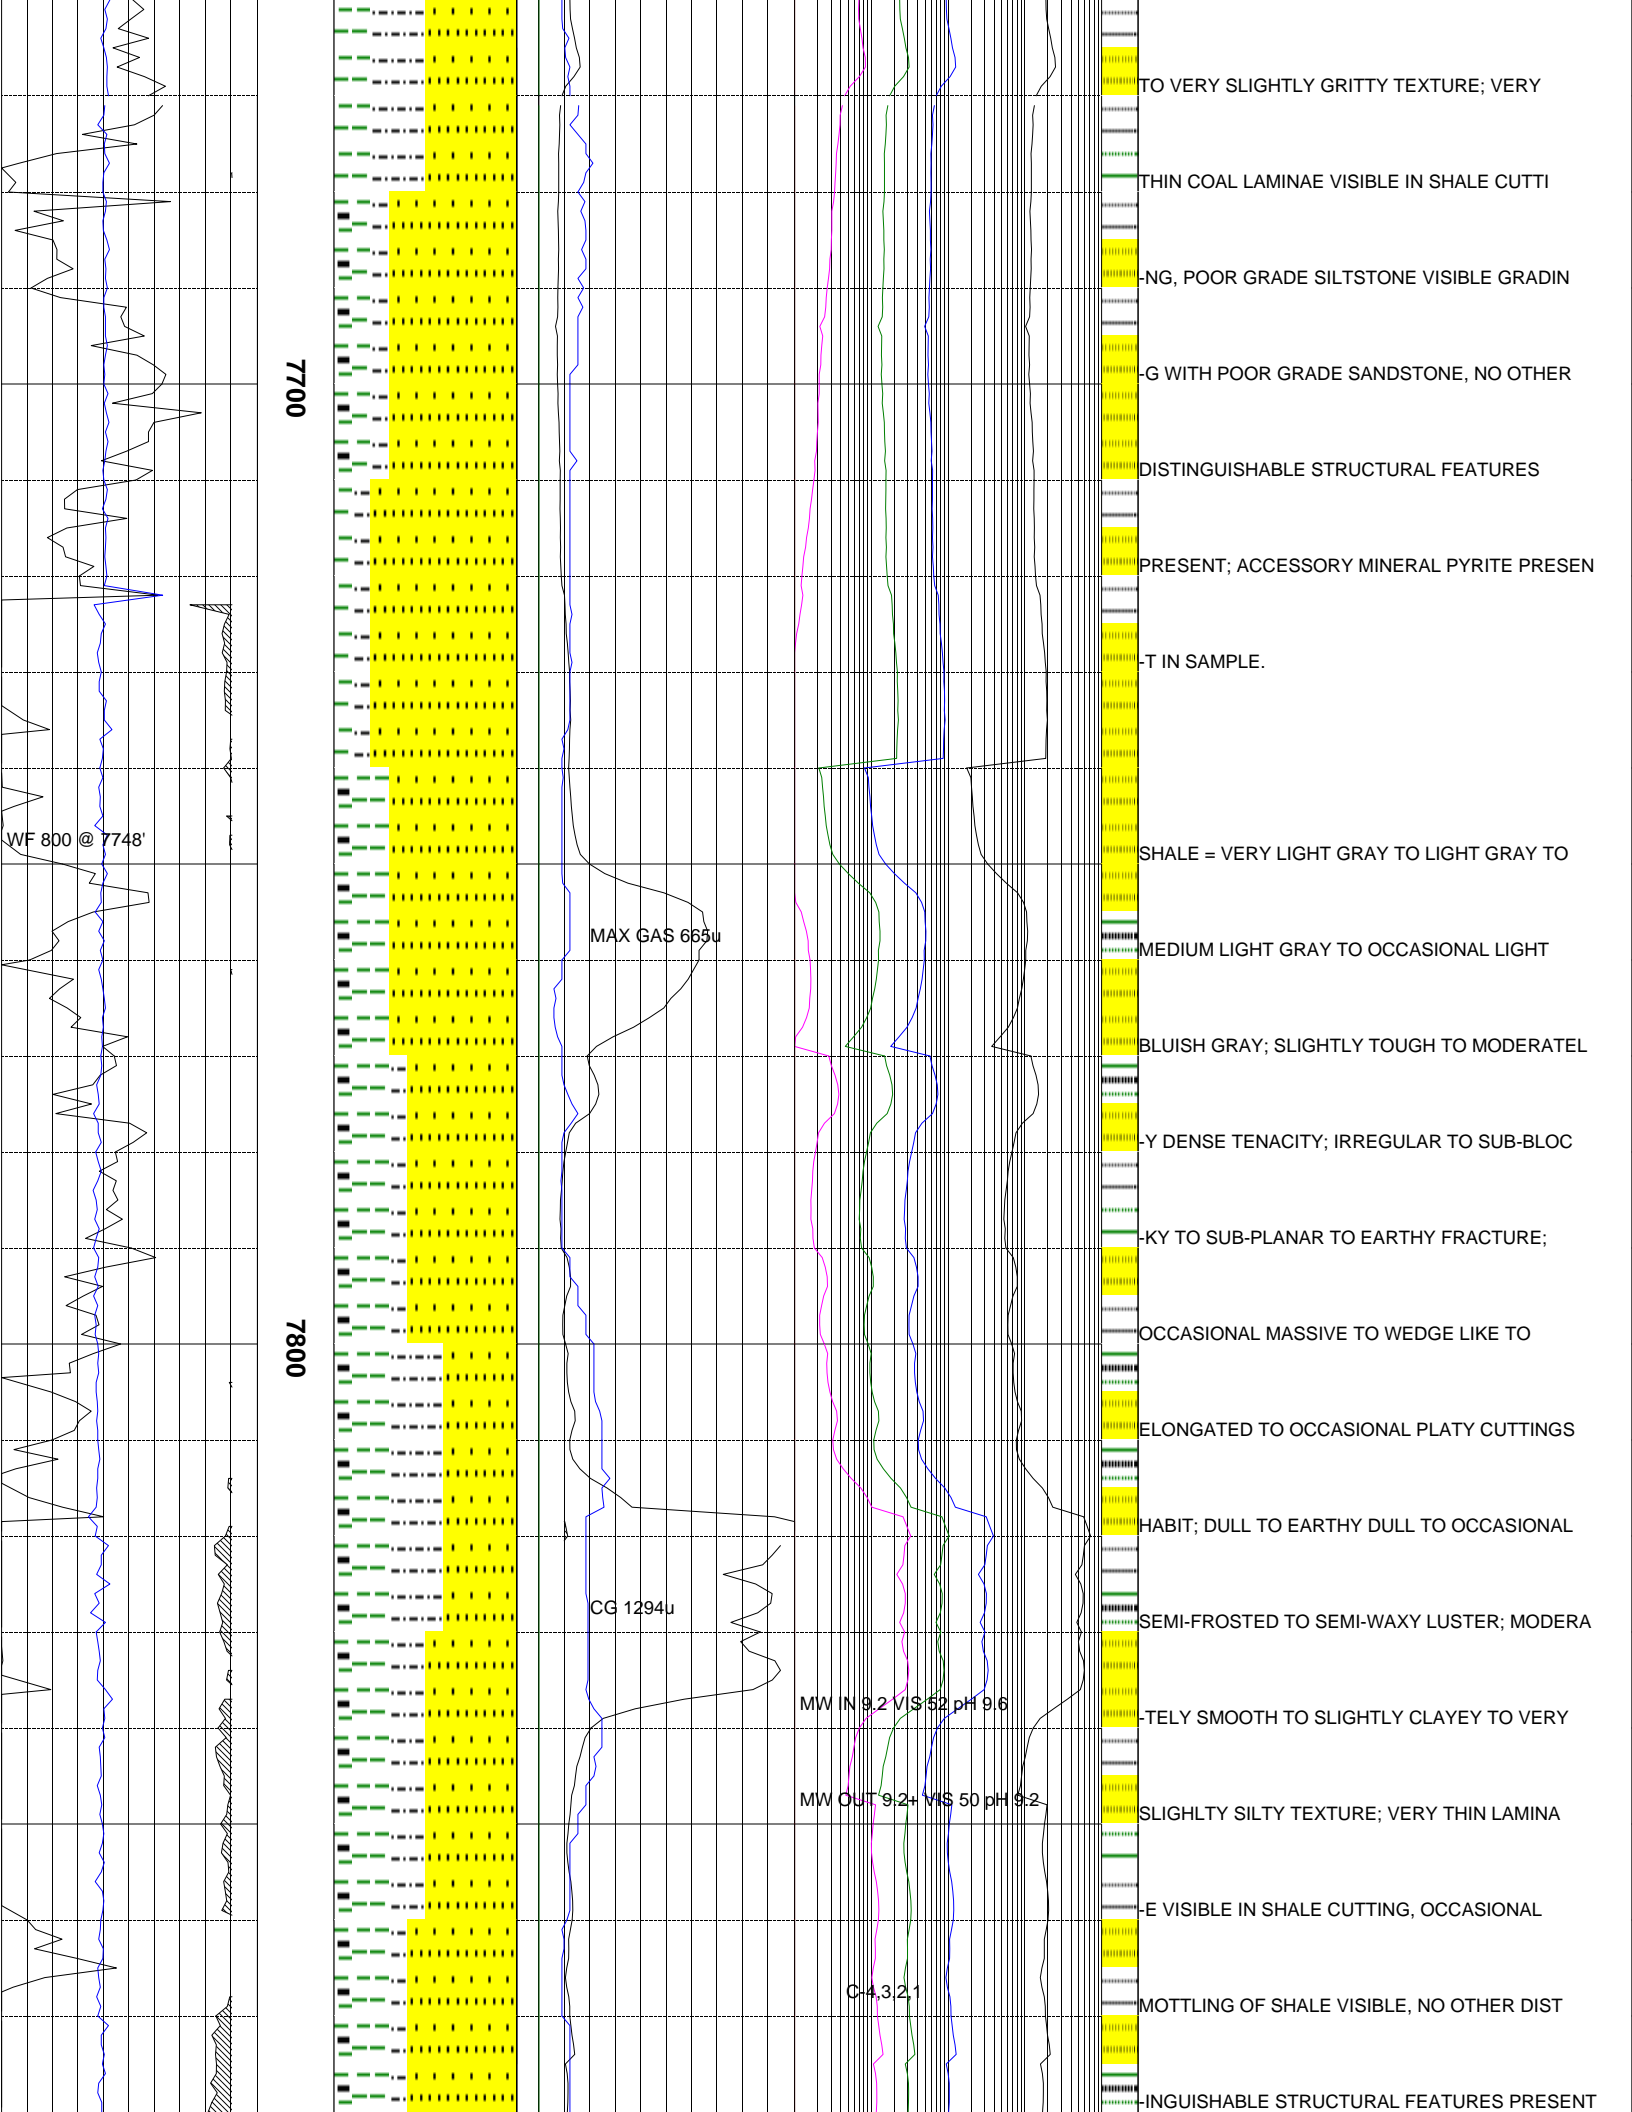 TO VERY SLIGHTLY GRITTY TEXTURE; VERY
THIN COAL LAMINAE VISIBLE IN SHALE CUTTI
-NG, POOR GRADE SILTSTONE VISIBLE GRADIN
7700
-G WITH POOR GRADE SANDSTONE, NO OTHER
DISTINGUISHABLE STRUCTURAL FEATURES
PRESENT; ACCESSORY MINERAL PYRITE PRESEN
-T IN SAMPLE.
WF 800 @ 7748'
SHALE = VERY LIGHT GRAY TO LIGHT GRAY TO
MAX GAS 665u
MEDIUM LIGHT GRAY TO OCCASIONAL LIGHT
BLUISH GRAY; SLIGHTLY TOUGH TO MODERATEL
-Y DENSE TENACITY; IRREGULAR TO SUB-BLOC
-KY TO SUB-PLANAR TO EARTHY FRACTURE;
7800
OCCASIONAL MASSIVE TO WEDGE LIKE TO
ELONGATED TO OCCASIONAL PLATY CUTTINGS
HABIT; DULL TO EARTHY DULL TO OCCASIONAL
CG 1294u
SEMI-FROSTED TO SEMI-WAXY LUSTER; MODERA
MW IN 9.2 VIS 52 pH 9.6
-TELY SMOOTH TO SLIGHTLY CLAYEY TO VERY
MW OUT 9.2+ VIS 50 pH 9.2
SLIGHLTY SILTY TEXTURE; VERY THIN LAMINA
-E VISIBLE IN SHALE CUTTING, OCCASIONAL
C-4,3,2,1
MOTTLING OF SHALE VISIBLE, NO OTHER DIST
-INGUISHABLE STRUCTURAL FEATURES PRESENT